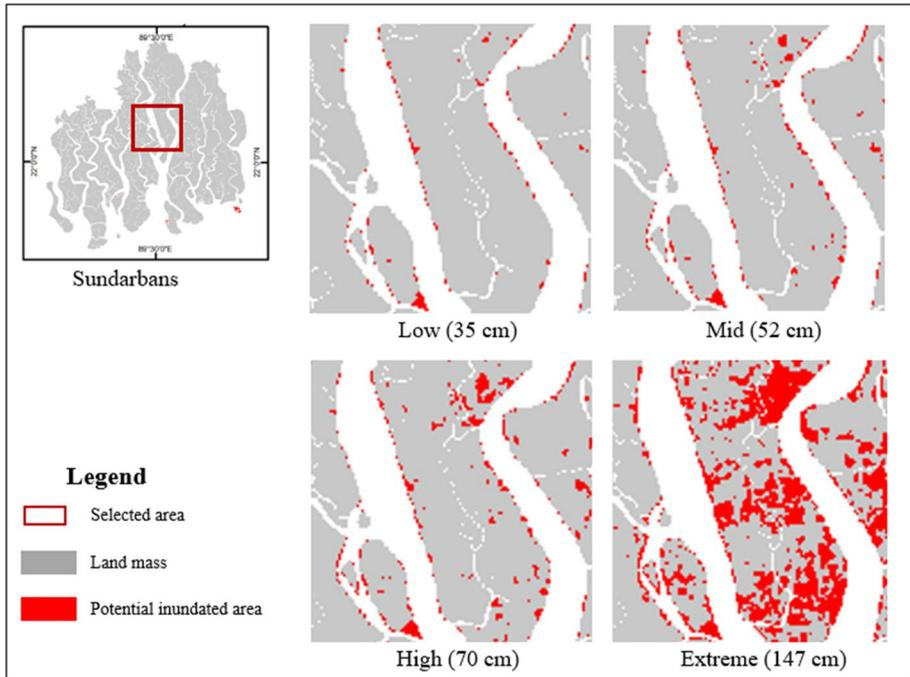 89°30'0"E
22°0'0"N
22°0'0"N
89°30'0"E
Sundarbans
Low (35 cm)
Mid (52 cm)
High (70 cm)
Extreme (147 cm)
Legend
Selected area
Land mass
Potential inundated area